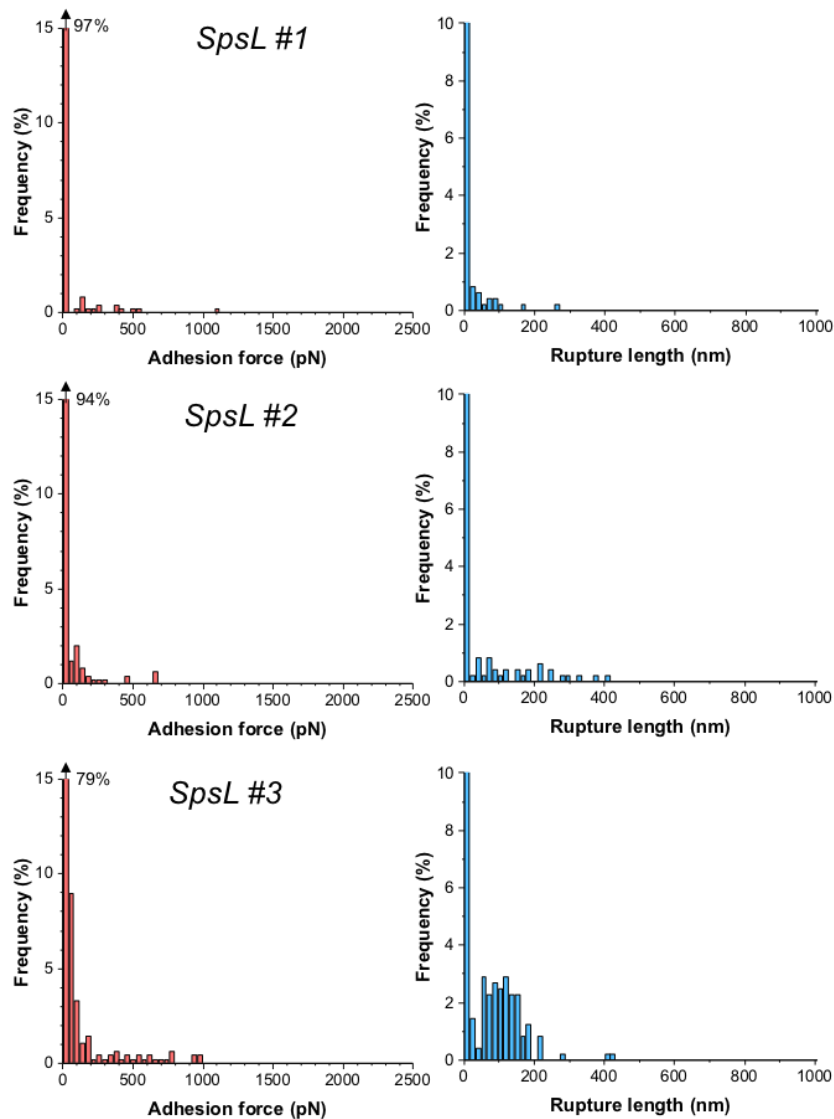 97%
SpsL #1
15
10
5
0
Frequency (%)
0 500 1000 1500 2000 2500
Adhesion force (pN)
10
8
6
4
2
0
Frequency (%)
0 200 400 600 800 1000
Rupture length (nm)
94%
SpsL #2
15
10
5
0
Frequency (%)
0 500 1000 1500 2000 2500
Adhesion force (pN)
10
8
6
4
2
0
Frequency (%)
0 200 400 600 800 1000
Rupture length (nm)
79%
SpsL #3
15
10
5
0
Frequency (%)
0 500 1000 1500 2000 2500
Adhesion force (pN)
10
8
6
4
2
0
Frequency (%)
0 200 400 600 800 1000
Rupture length (nm)